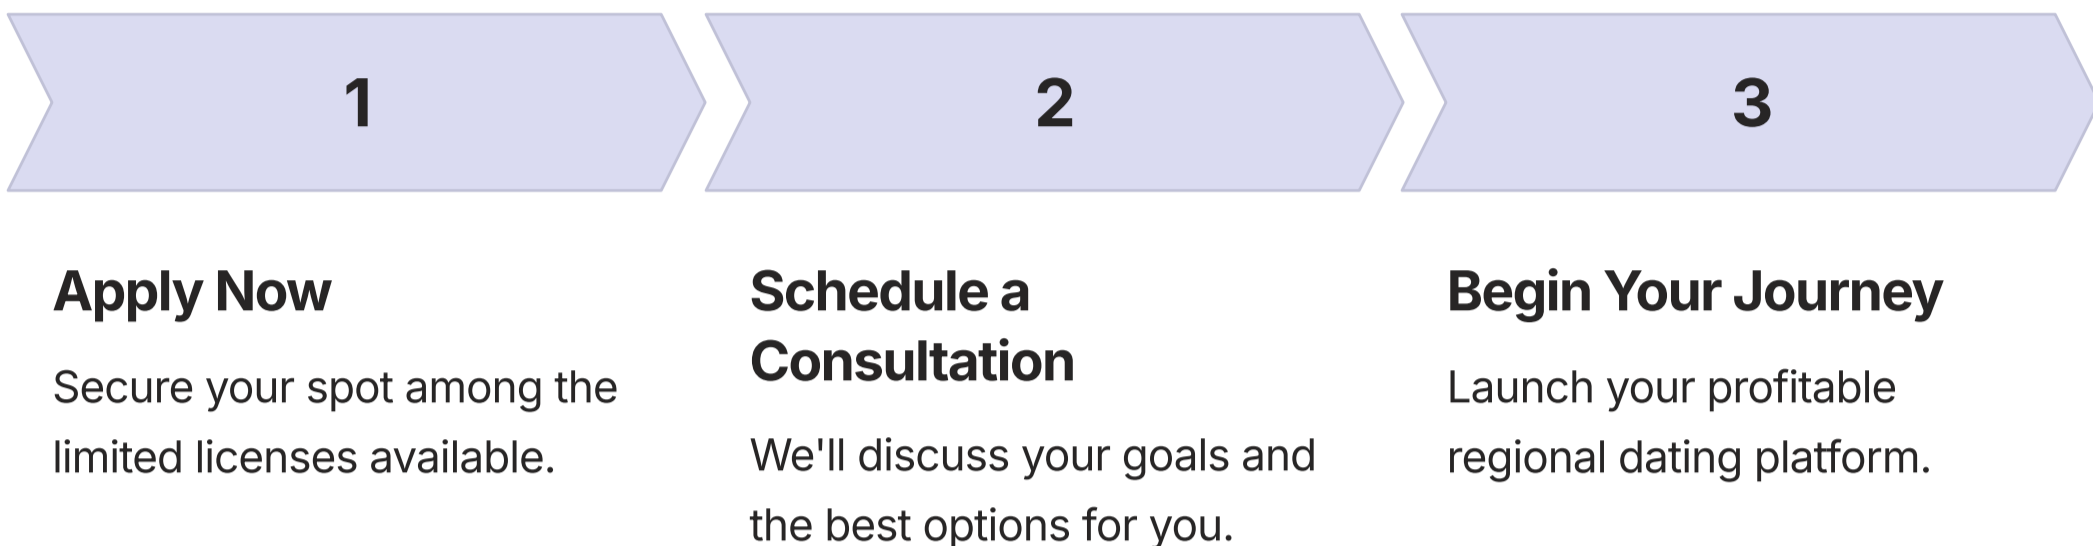 1
Apply Now
Secure your spot among the
limited licenses available.
2
Schedule a
Consultation
We'll discuss your goals and
the best options for you.
3
Begin Your Journey
Launch your profitable
regional dating platform.